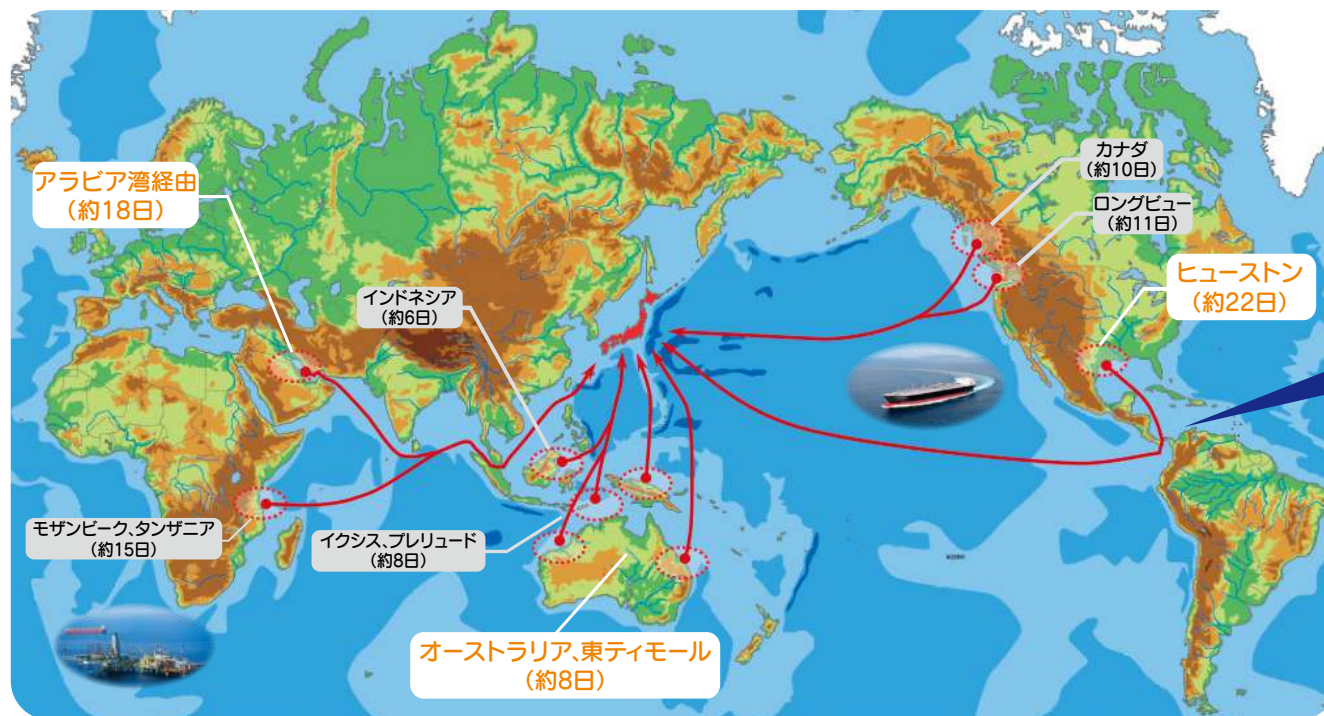 アラビア湾経由
（約18日）
カナダ
（約10日）
ロングビュー
（約11日）
ヒューストン
（約22日）
インドネシア
（約6日）
モザンビーク、タンザニア
（約15日）
イクシス、プレリュード
（約8日）
オーストラリア、東ティモール
（約8日）